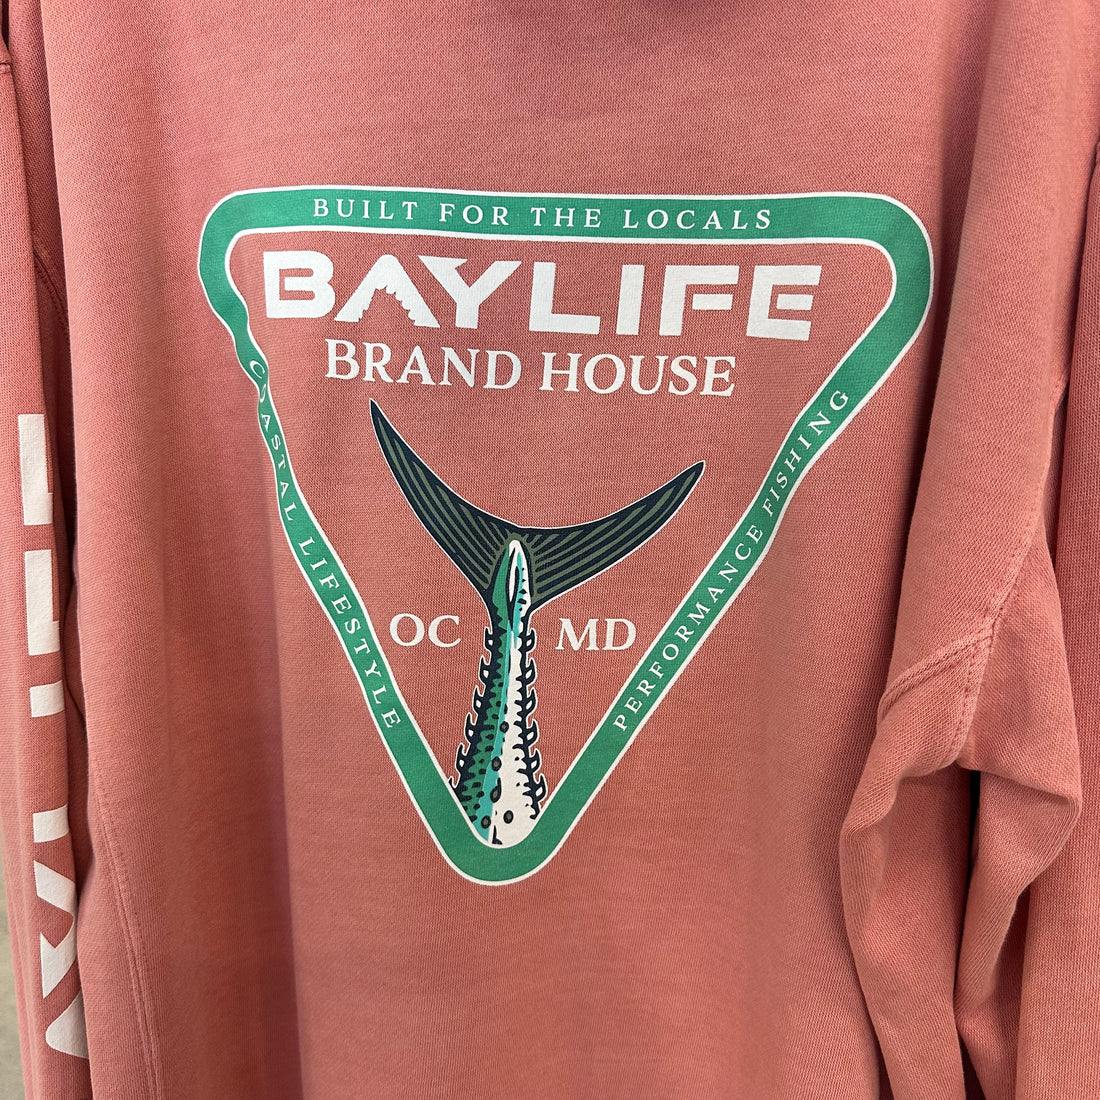 BUILT FOR THE LOCALS
BAYLIFE
BRAND HOUSE
OC MD
COASTAL LIFESTYLE
PERFORMANCE FISHING